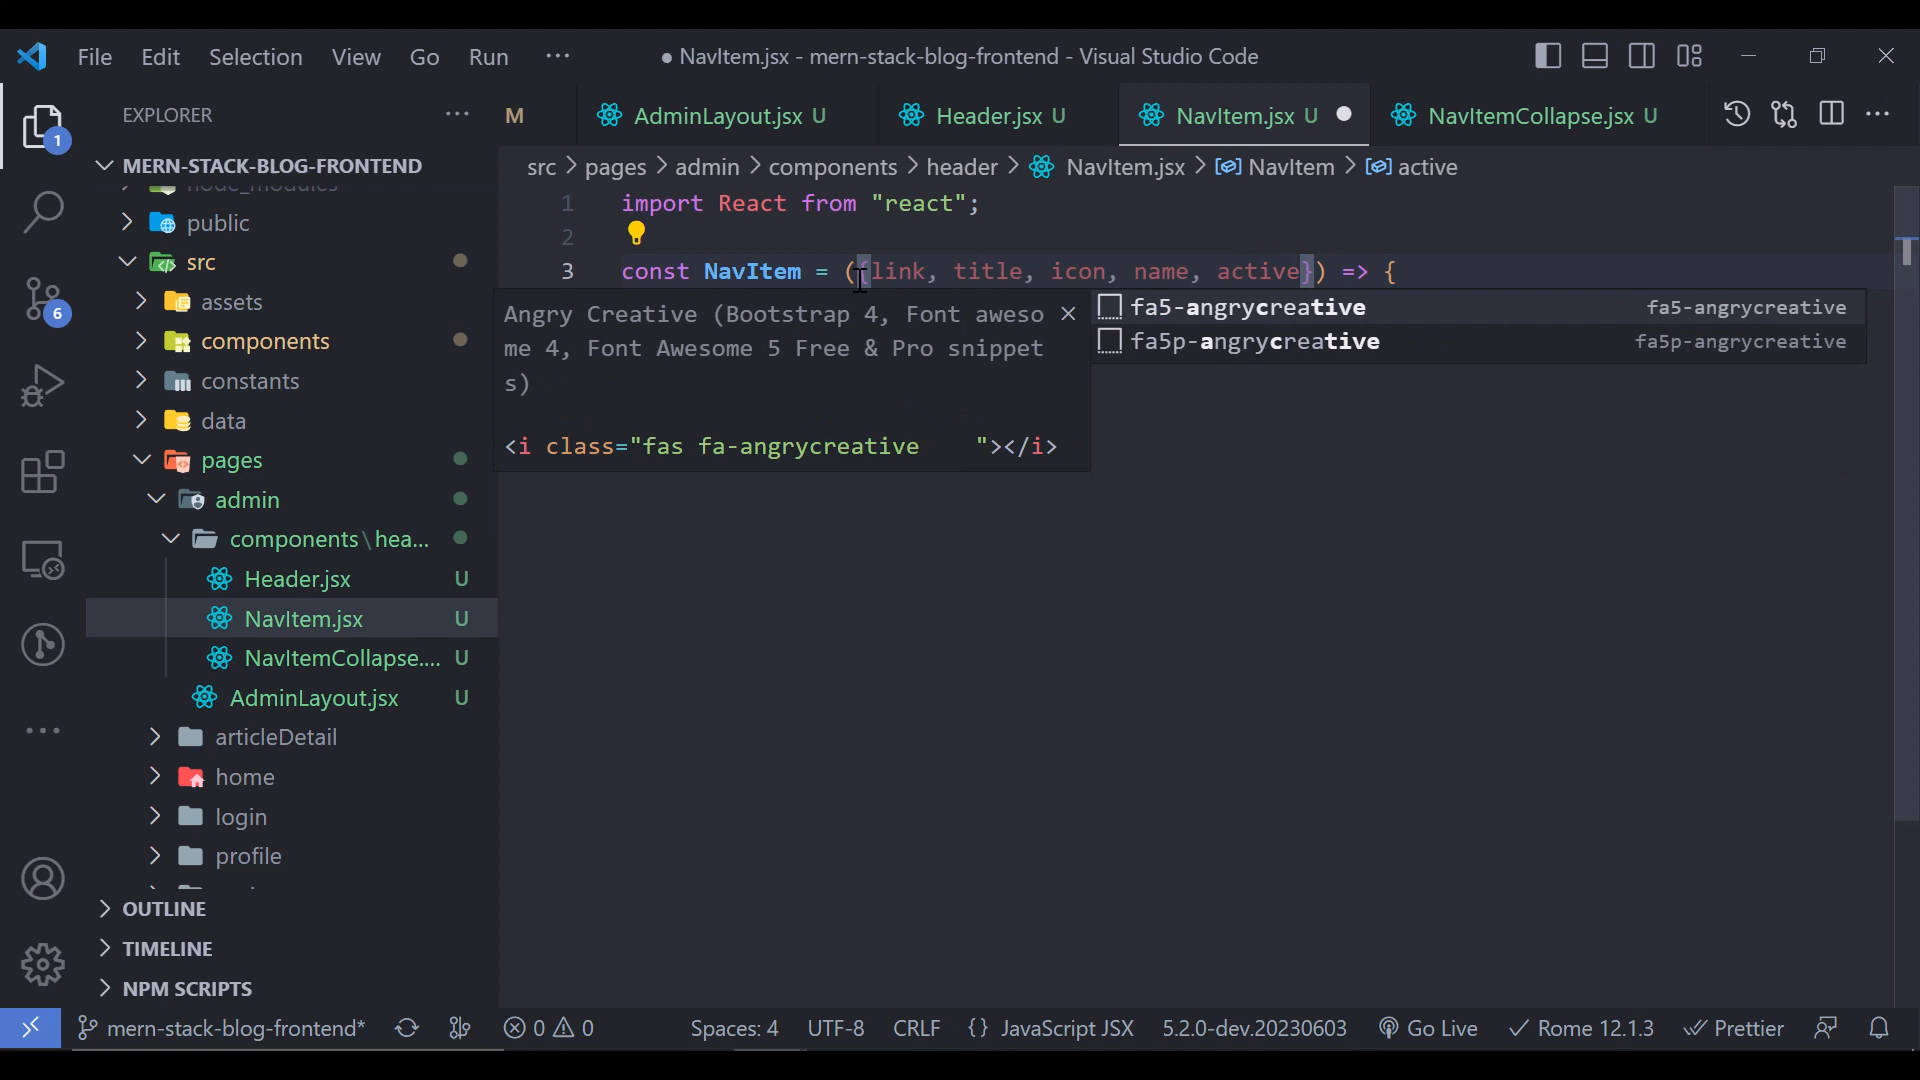 File Edit Selection View Go Run ··· ● NavItem.jsx - mern-stack-blog-frontend - Visual Studio Code
EXPLORER ···
M AdminLayout.jsx U Header.jsx U NavItem.jsx U ● NavItemCollapse.jsx U ···
src > pages > admin > components > header > NavItem.jsx > NavItem > active
1
MERN-STACK-BLOG-FRONTEND
node_modules
public
src
assets
components
constants
data
pages
admin
components\hea...
Header.jsx U
NavItem.jsx U
NavItemCollapse.... U
AdminLayout.jsx U
articleDetail
home
login
profile
OUTLINE
TIMELINE
NPM SCRIPTS
6
1 import React from "react";
2
3 const NavItem = ({link, title, icon, name, active}) => {
Angry Creative (Bootstrap 4, Font aweso
me 4, Font Awesome 5 Free & Pro snippet
s)
<i class="fas fa-angrycreative    "></i>
fa5-angrycreative fa5-angrycreative
fa5p-angrycreative fa5p-angrycreative
mern-stack-blog-frontend* 0 0 Spaces: 4 UTF-8 CRLF {} JavaScript JSX 5.2.0-dev.20230603 Go Live Rome 12.1.3 Prettier